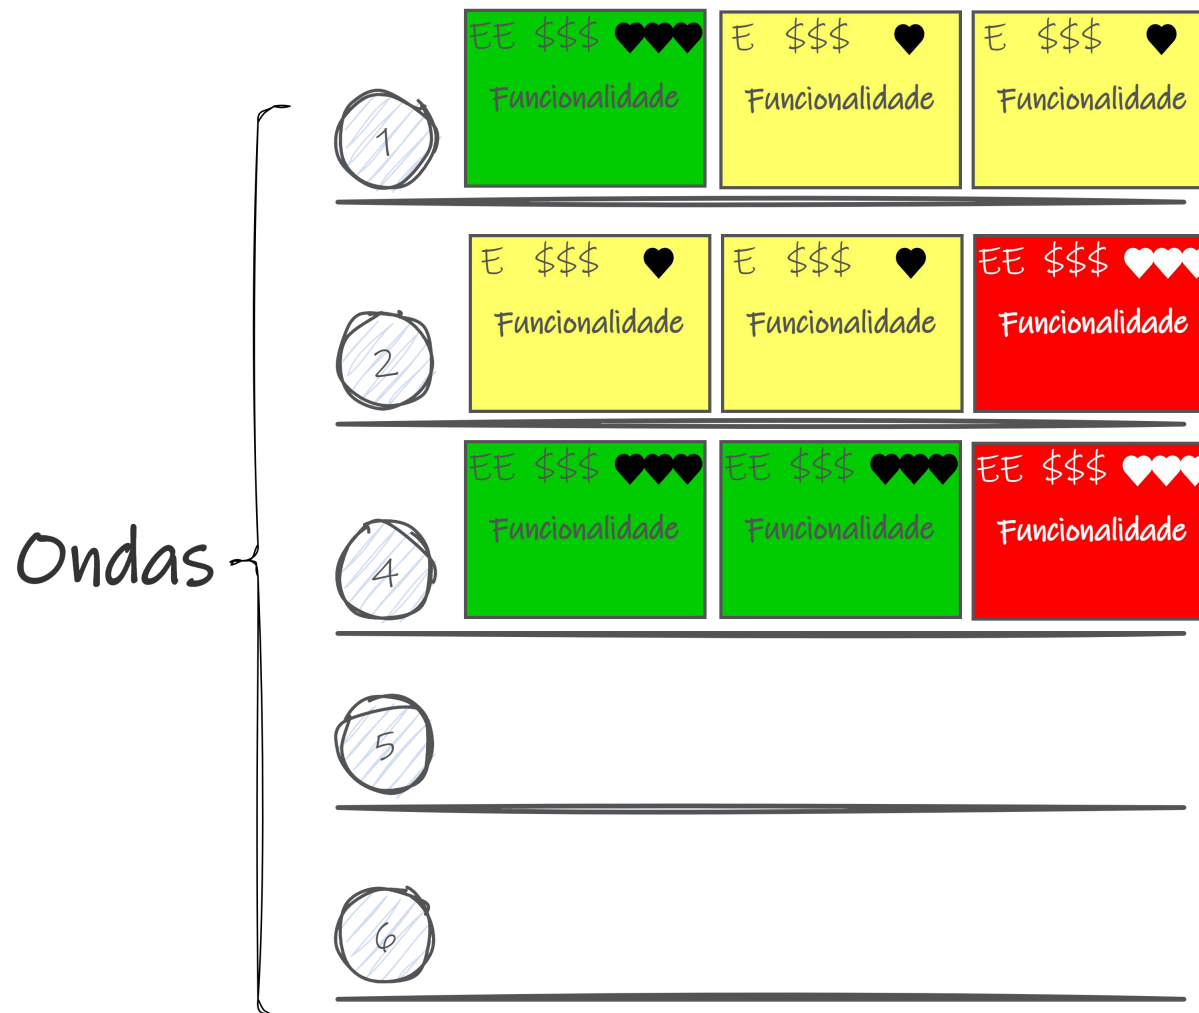 EE $$$ ♥♥♥ E $$$ ♥ E $$$ ♥
Funcionalidade Funcionalidade Funcionalidade
1
E $$$ ♥ E $$$ ♥ EE $$$ ♥♥♥
Funcionalidade Funcionalidade Funcionalidade
2
EE $$$ ♥♥♥ EE $$$ ♥♥♥ EE $$$ ♥♥♥
Funcionalidade Funcionalidade Funcionalidade
Ondas
4
5
6